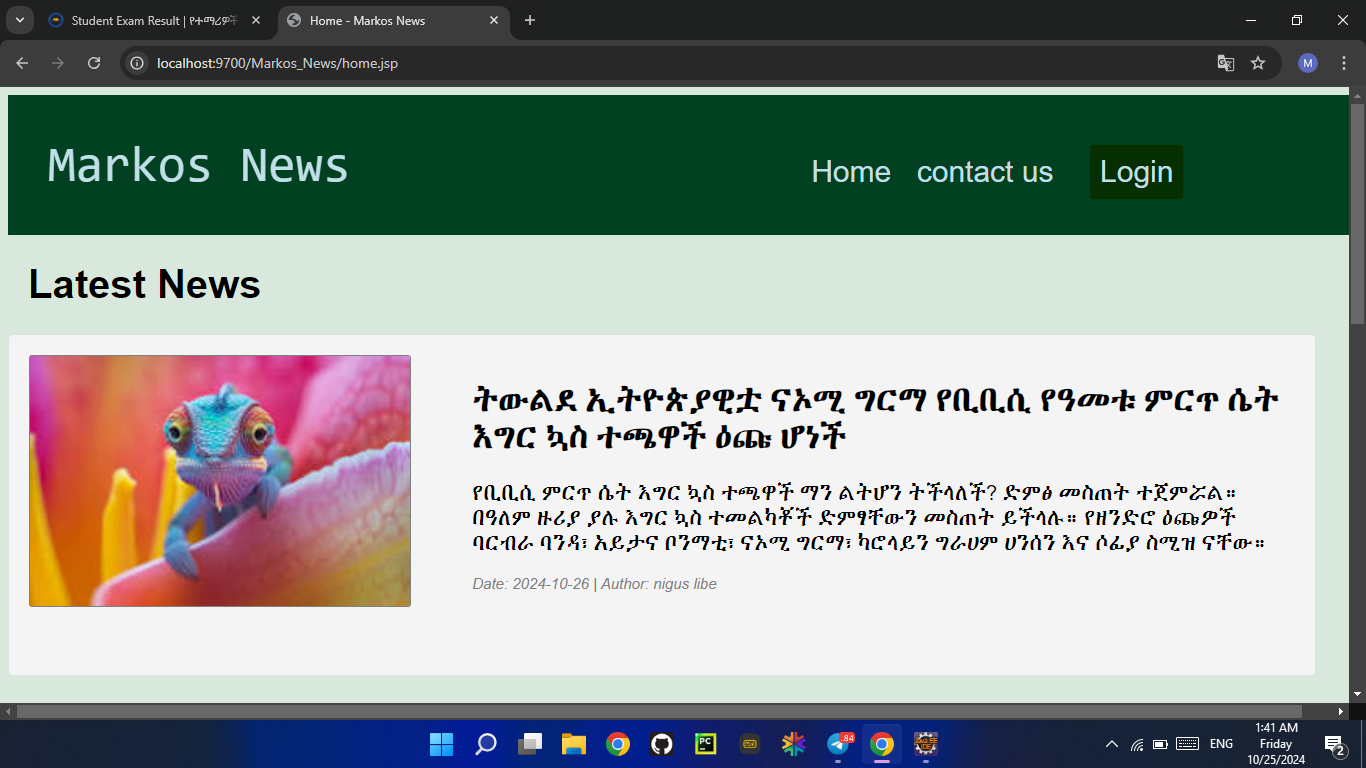 Student Exam Result | የተማሪዎች
Home - Markos News
localhost:9700/Markos_News/home.jsp
M
Markos News
Home contact us Login
Latest News
ትውልደ ኢትዮጵያዊቷ ናኦሚ ግርማ የቢቢሲ የዓመቱ ምርጥ ሴት
እግር ኳስ ተጫዋች ዕጩ ሆነች
የቢቢሲ ምርጥ ሴት እግር ኳስ ተጫዋች ማን ልትሆን ትችላለች? ድምፅ መስጠት ተጀምሯል።
በዓለም ዙሪያ ያሉ እግር ኳስ ተመልካቾች ድምፃቸውን መስጠት ይችላሉ። የዘንድሮ ዕጩዎች
ባርብራ ባንዳ፣ አይታና ቦንማቲ፣ ናኦሚ ግርማ፣ ካሮላይን ግራሀም ሀንሰን እና ሶፊያ ስሚዝ ናቸው።
Date: 2024-10-26 | Author: nigus libe
PC
84
ENG
1:41 AM
Friday
10/25/2024
2